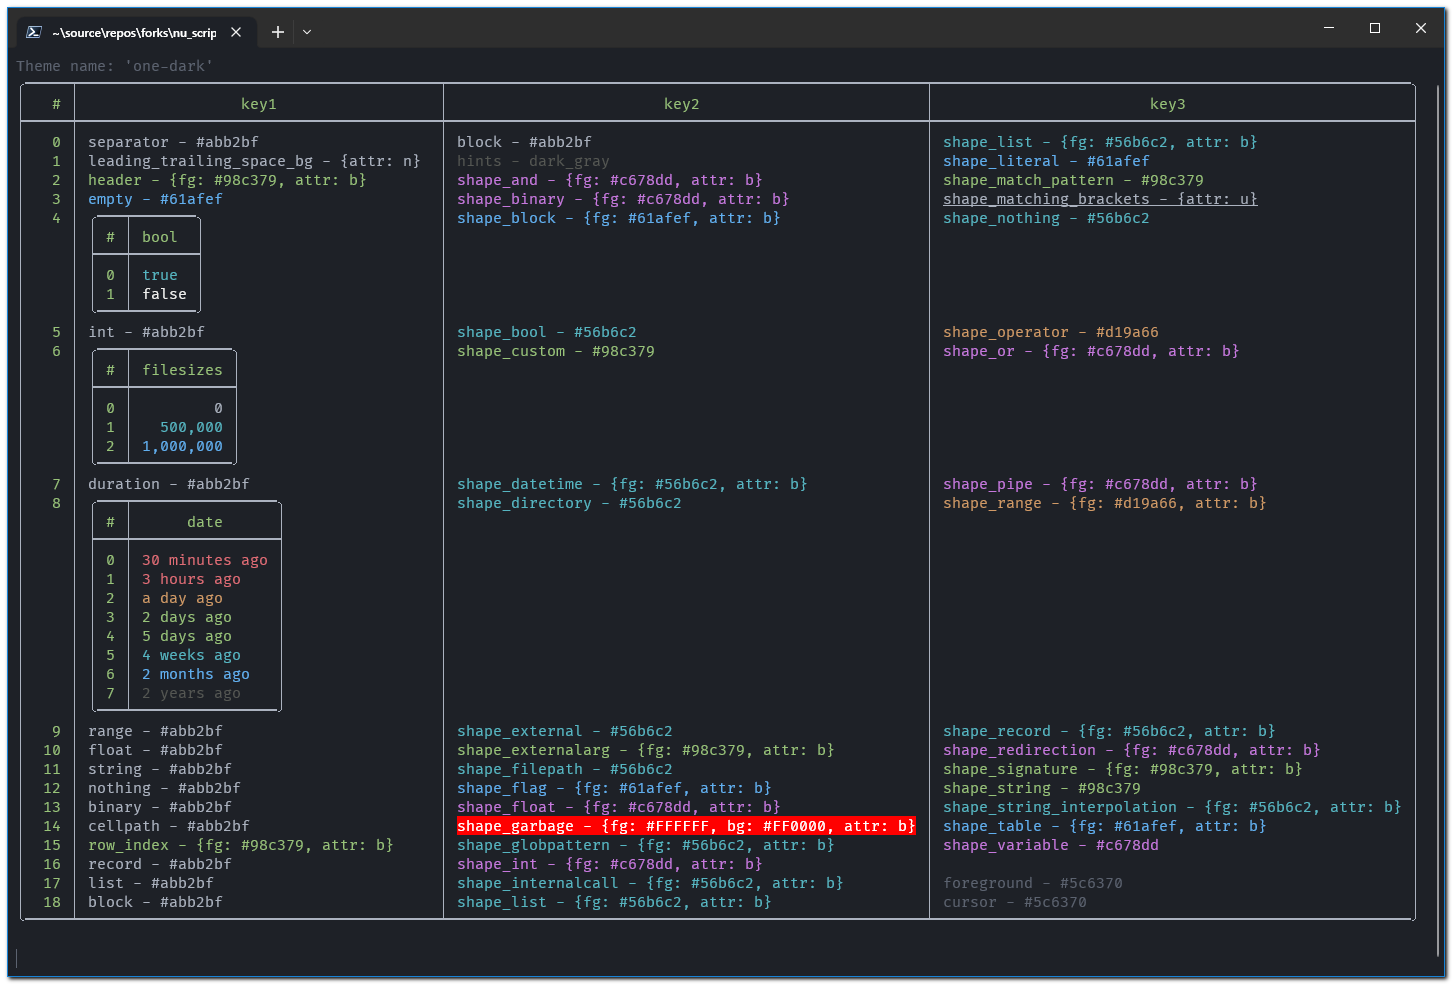 ~\source\repos\forks\nu_scrip
Theme name: 'one-dark'
# key1 key2 key3
0 separator - #abb2bf block - #abb2bf shape_list - {fg: #56b6c2, attr: b}
1 leading_trailing_space_bg - {attr: n} hints - dark_gray shape_literal - #61afef
2 header - {fg: #98c379, attr: b} shape_and - {fg: #c678dd, attr: b} shape_match_pattern - #98c379
3 empty - #61afef shape_binary - {fg: #c678dd, attr: b} shape_matching_brackets - {attr: u}
4 shape_block - {fg: #61afef, attr: b} shape_nothing - #56b6c2
# bool
0 true
1 false
5 int - #abb2bf shape_bool - #56b6c2 shape_operator - #d19a66
6 shape_custom - #98c379 shape_or - {fg: #c678dd, attr: b}
# filesizes
0 0
1 500,000
2 1,000,000
7 duration - #abb2bf shape_datetime - {fg: #56b6c2, attr: b} shape_pipe - {fg: #c678dd, attr: b}
8 shape_directory - #56b6c2 shape_range - {fg: #d19a66, attr: b}
# date
0 30 minutes ago
1 3 hours ago
2 a day ago
3 2 days ago
4 5 days ago
5 4 weeks ago
6 2 months ago
7 2 years ago
9 range - #abb2bf shape_external - #56b6c2 shape_record - {fg: #56b6c2, attr: b}
10 float - #abb2bf shape_externalarg - {fg: #98c379, attr: b} shape_redirection - {fg: #c678dd, attr: b}
11 string - #abb2bf shape_filepath - #56b6c2 shape_signature - {fg: #98c379, attr: b}
12 nothing - #abb2bf shape_flag - {fg: #61afef, attr: b} shape_string - #98c379
13 binary - #abb2bf shape_float - {fg: #c678dd, attr: b} shape_string_interpolation - {fg: #56b6c2, attr: b}
14 cellpath - #abb2bf shape_garbage - {fg: #FFFFFF, bg: #FF0000, attr: b} shape_table - {fg: #61afef, attr: b}
15 row_index - {fg: #98c379, attr: b} shape_globpattern - {fg: #56b6c2, attr: b} shape_variable - #c678dd
16 record - #abb2bf shape_int - {fg: #c678dd, attr: b}
17 list - #abb2bf shape_internalcall - {fg: #56b6c2, attr: b} foreground - #5c6370
18 block - #abb2bf shape_list - {fg: #56b6c2, attr: b} cursor - #5c6370